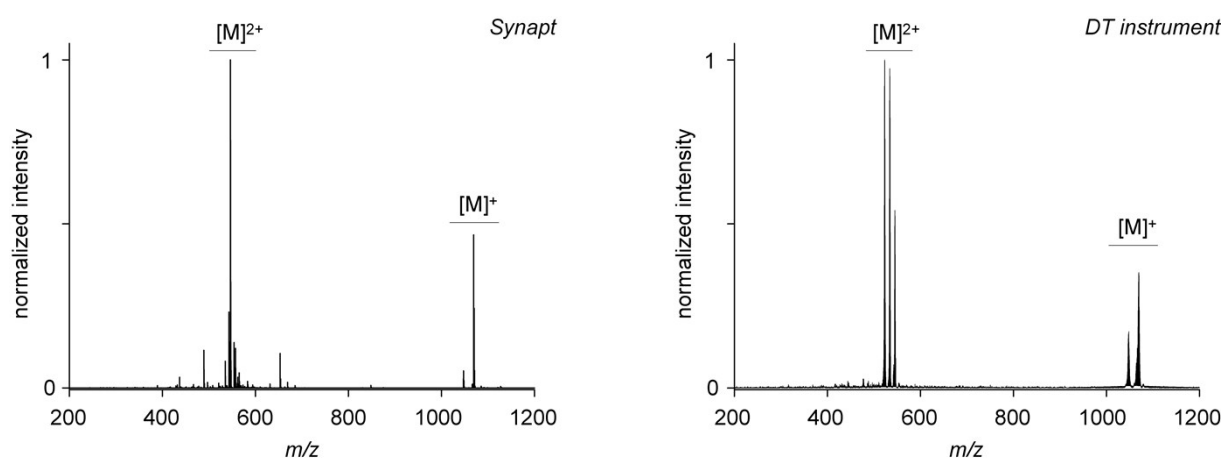 Synapt
[M]²⁺
[M]⁺
normalized intensity
1
0
200 400 600 800 1000 1200
m/z
DT instrument
[M]²⁺
[M]⁺
normalized intensity
1
0
200 400 600 800 1000 1200
m/z